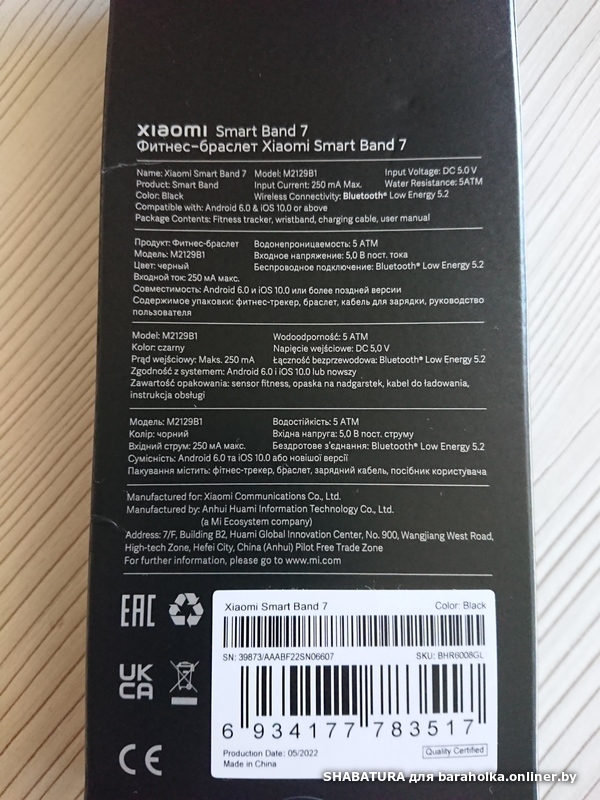 xiaomi Smart Band 7
Фитнес-браслет Xiaomi Smart Band 7
Name: Xiaomi Smart Band 7 Model: M2129B1 Input Voltage: DC 5.0 V
Product: Smart Band Input Current: 250 mA Max. Water Resistance: 5ATM
Color: Black Wireless Connectivity: Bluetooth® Low Energy 5.2
Compatible with: Android 6.0 & iOS 10.0 or above
Package Contents: Fitness tracker, wristband, charging cable, user manual
Продукт: Фитнес-браслет Водонепроницаемость: 5 ATM
Модель: M2129B1 Входное напряжение: 5,0 В пост. тока
Цвет: черный Беспроводное подключение: Bluetooth® Low Energy 5.2
Входной ток: 250 мА макс.
Совместимость: Android 6.0 и iOS 10.0 или более поздней версии
Содержимое упаковки: фитнес-трекер, браслет, кабель для зарядки, руководство
пользователя
Model: M2129B1 Wodoodporność: 5 ATM
Kolor: czarny Napięcie wejściowe: DC 5,0 V
Prąd wejściowy: Maks. 250 mA Łączność bezprzewodowa: Bluetooth® Low Energy 5.2
Zgodność z systemem: Android 6.0 i iOS 10.0 lub nowszy
Zawartość opakowania: sensor fitness, opaska na nadgarstek, kabel do ładowania,
instrukcja obsługi
Модель: M2129B1 Водостійкість: 5 ATM
Колір: чорний Вхідна напруга: 5,0 В пост. струму
Вхідний струм: 250 мА макс. Бездротове з'єднання: Bluetooth® Low Energy 5.2
Сумісність: Android 6.0 та iOS 10.0 або новішої версії
Пакування містить: фітнес-трекер, браслет, зарядний кабель, посібник користувача
Manufactured for: Xiaomi Communications Co., Ltd.
Manufactured by: Anhui Huami Information Technology Co., Ltd.
(a Mi Ecosystem company)
Address: 7/F, Building B2, Huami Global Innovation Center, No. 900, Wangjiang West Road,
High-tech Zone, Hefei City, China (Anhui) Pilot Free Trade Zone
For further information, please go to www.mi.com
EAC
Xiaomi Smart Band 7 Color: Black
SN: 39873/AAABF22SN06607 SKU: BHR6008GL
UK
CA
6 934177 783517
Production Date: 05/2022 Quality Certified
Made in China
CE
SHABATURA для baraholka.onliner.by